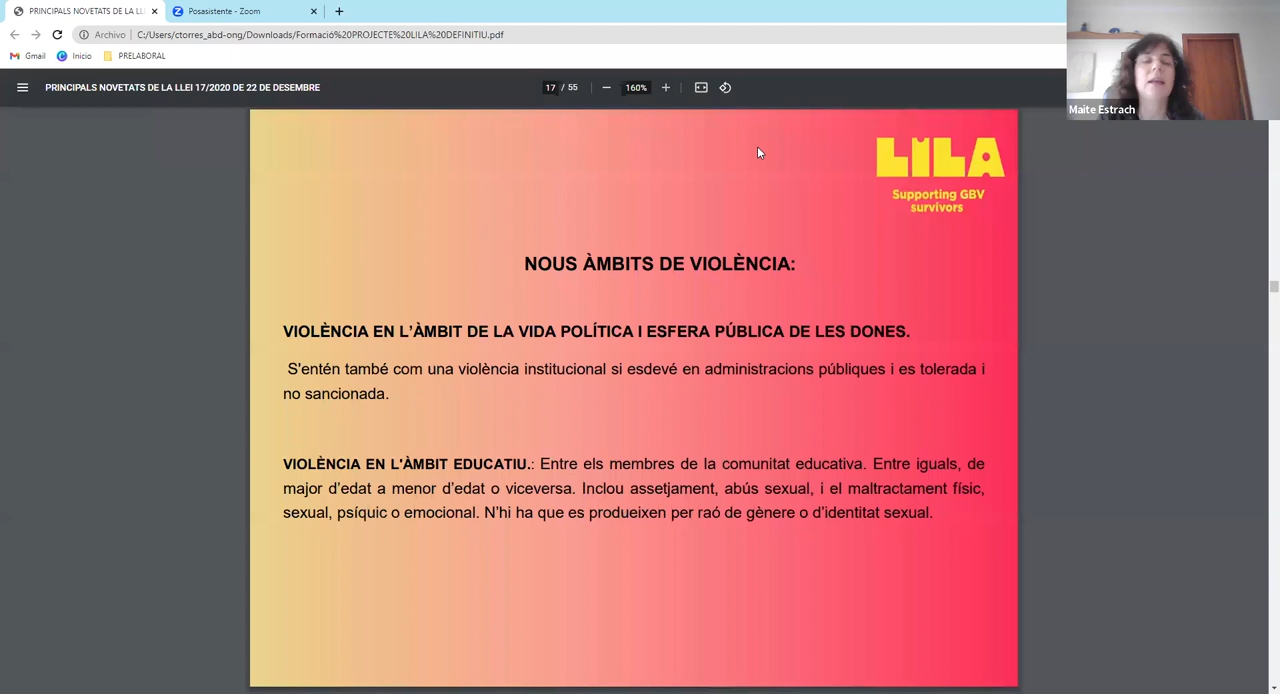 PRINCIPALS NOVETATS DE LA LLE
Posasistente - Zoom
Archivo
C:/Users/ctorres_abd-ong/Downloads/Formació%20PROJECTE%20LILA%20DEFINITIU.pdf
Gmail Inicio PRELABORAL
PRINCIPALS NOVETATS DE LA LLEI 17/2020 DE 22 DE DESEMBRE
17 / 55
160%
Maite Estrach
LILA
Supporting GBV
survivors
NOUS ÀMBITS DE VIOLÈNCIA:
VIOLÈNCIA EN L’ÀMBIT DE LA VIDA POLÍTICA I ESFERA PÚBLICA DE LES DONES.
S'entén també com una violència institucional si esdevé en administracions públiques i es tolerada i
no sancionada.
VIOLÈNCIA EN L'ÀMBIT EDUCATIU.: Entre els membres de la comunitat educativa. Entre iguals, de
major d’edat a menor d’edat o viceversa. Inclou assetjament, abús sexual, i el maltractament físic,
sexual, psíquic o emocional. N’hi ha que es produeixen per raó de gènere o d’identitat sexual.